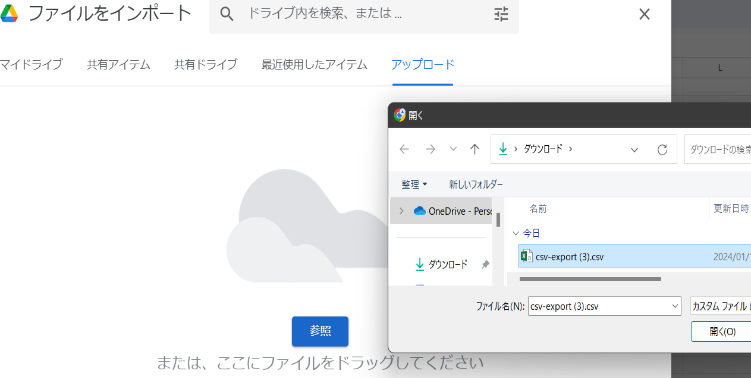 ファイルをインポート
ドライブ内を検索、または ...
マイドライブ 共有アイテム 共有ドライブ 最近使用したアイテム アップロード
L
開く
ダウンロード
ダウンロードの検索
整理 新しいフォルダー
OneDrive - Perso
名前 更新日時
今日
csv-export (3).csv 2024/01/1
ダウンロード
ファイル名(N): csv-export (3).csv カスタム ファイル (
参照
開く(O)
または、ここにファイルをドラッグしてください